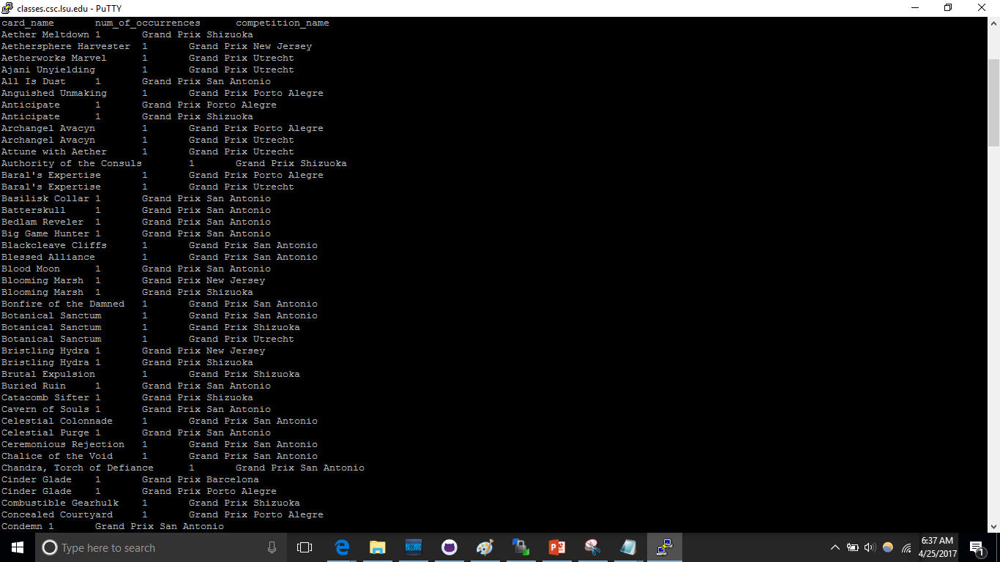 classes.csc.lsu.edu - PuTTY
card_name num_of_occurrences competition_name
Aether Meltdown 1 Grand Prix Shizuoka
Aethersphere Harvester 1 Grand Prix New Jersey
Aetherworks Marvel 1 Grand Prix Utrecht
Ajani Unyielding 1 Grand Prix Utrecht
All Is Dust 1 Grand Prix San Antonio
Anguished Unmaking 1 Grand Prix Porto Alegre
Anticipate 1 Grand Prix Porto Alegre
Anticipate 1 Grand Prix Shizuoka
Archangel Avacyn 1 Grand Prix Porto Alegre
Archangel Avacyn 1 Grand Prix Utrecht
Attune with Aether 1 Grand Prix Utrecht
Authority of the Consuls 1 Grand Prix Shizuoka
Baral's Expertise 1 Grand Prix Porto Alegre
Baral's Expertise 1 Grand Prix Utrecht
Basilisk Collar 1 Grand Prix San Antonio
Batterskull 1 Grand Prix San Antonio
Bedlam Reveler 1 Grand Prix San Antonio
Big Game Hunter 1 Grand Prix San Antonio
Blackcleave Cliffs 1 Grand Prix San Antonio
Blessed Alliance 1 Grand Prix San Antonio
Blood Moon 1 Grand Prix San Antonio
Blooming Marsh 1 Grand Prix New Jersey
Blooming Marsh 1 Grand Prix Shizuoka
Bonfire of the Damned 1 Grand Prix San Antonio
Botanical Sanctum 1 Grand Prix San Antonio
Botanical Sanctum 1 Grand Prix Shizuoka
Botanical Sanctum 1 Grand Prix Utrecht
Bristling Hydra 1 Grand Prix New Jersey
Bristling Hydra 1 Grand Prix Shizuoka
Brutal Expulsion 1 Grand Prix Shizuoka
Buried Ruin 1 Grand Prix San Antonio
Catacomb Sifter 1 Grand Prix Shizuoka
Cavern of Souls 1 Grand Prix San Antonio
Celestial Colonnade 1 Grand Prix San Antonio
Celestial Purge 1 Grand Prix San Antonio
Ceremonious Rejection 1 Grand Prix San Antonio
Chalice of the Void 1 Grand Prix San Antonio
Chandra, Torch of Defiance 1 Grand Prix San Antonio
Cinder Glade 1 Grand Prix Barcelona
Cinder Glade 1 Grand Prix Porto Alegre
Combustible Gearhulk 1 Grand Prix Shizuoka
Concealed Courtyard 1 Grand Prix Porto Alegre
Condemn 1 Grand Prix San Antonio
Type here to search
6:37 AM
4/25/2017
1